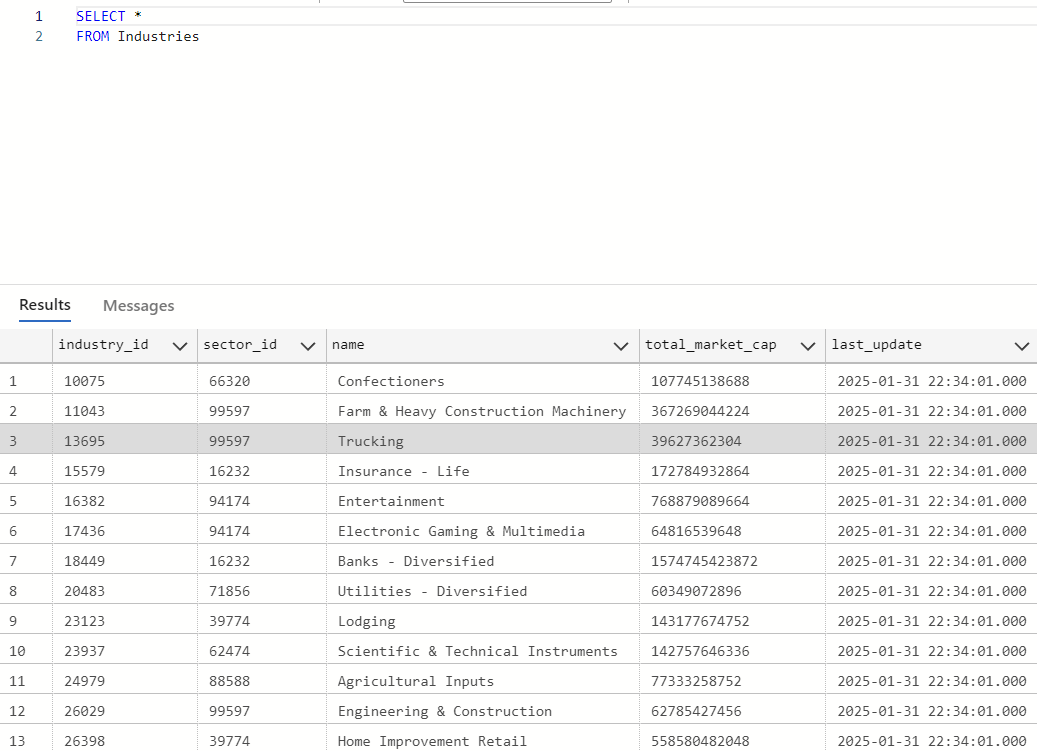 1 SELECT *
2 FROM Industries
Results Messages
industry_id sector_id name total_market_cap last_update
1 10075 66320 Confectioners 107745138688 2025-01-31 22:34:01.000
2 11043 99597 Farm & Heavy Construction Machinery 367269044224 2025-01-31 22:34:01.000
3 13695 99597 Trucking 39627362304 2025-01-31 22:34:01.000
4 15579 16232 Insurance - Life 172784932864 2025-01-31 22:34:01.000
5 16382 94174 Entertainment 768879089664 2025-01-31 22:34:01.000
6 17436 94174 Electronic Gaming & Multimedia 64816539648 2025-01-31 22:34:01.000
7 18449 16232 Banks - Diversified 1574745423872 2025-01-31 22:34:01.000
8 20483 71856 Utilities - Diversified 60349072896 2025-01-31 22:34:01.000
9 23123 39774 Lodging 143177674752 2025-01-31 22:34:01.000
10 23937 62474 Scientific & Technical Instruments 142757646336 2025-01-31 22:34:01.000
11 24979 88588 Agricultural Inputs 77333258752 2025-01-31 22:34:01.000
12 26029 99597 Engineering & Construction 62785427456 2025-01-31 22:34:01.000
13 26398 39774 Home Improvement Retail 558580482048 2025-01-31 22:34:01.000